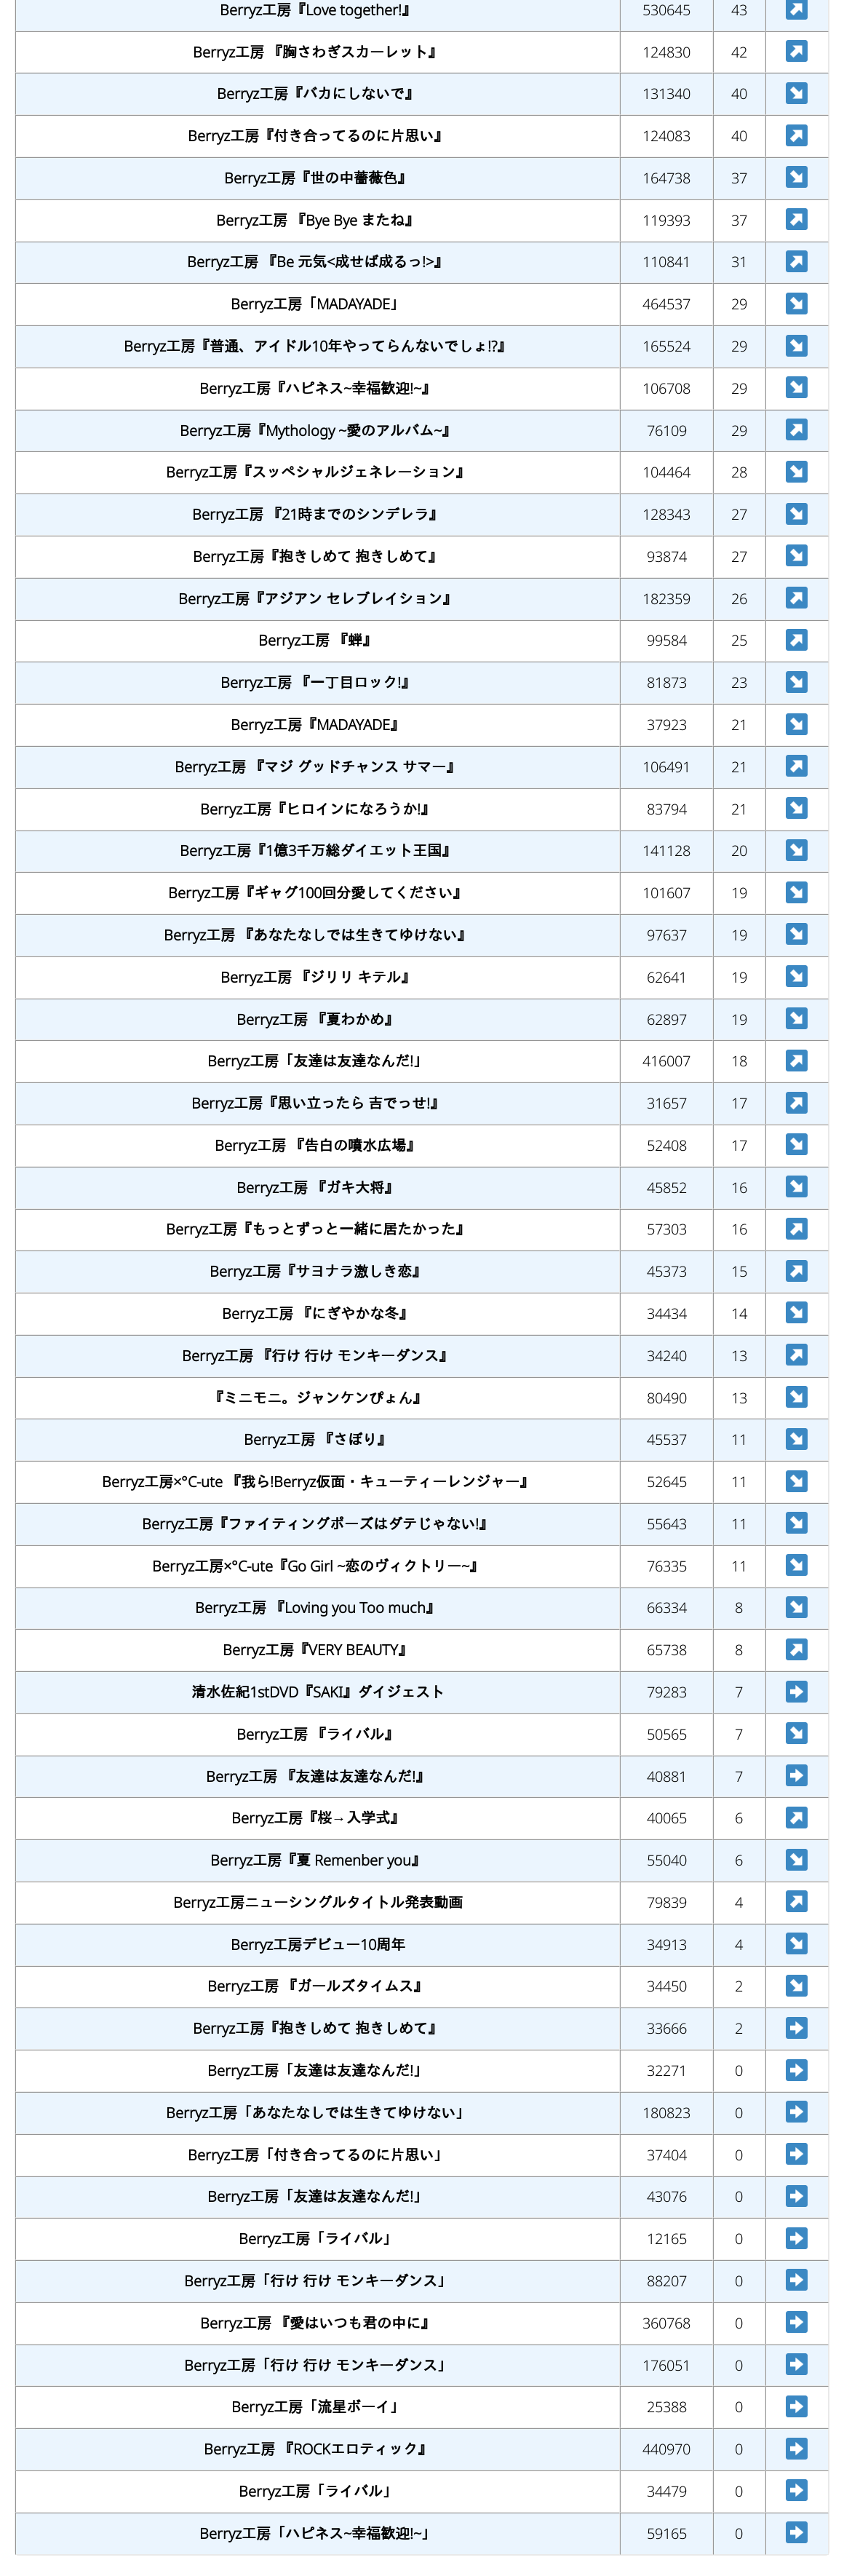 Berryz工房『Love together!』 530645 43 ↗
Berryz工房 『胸さわぎスカーレット』 124830 42 ↗
Berryz工房『バカにしないで』 131340 40 ↘
Berryz工房『付き合ってるのに片思い』 124083 40 ↗
Berryz工房『世の中薔薇色』 164738 37 ↘
Berryz工房 『Bye Bye またね』 119393 37 ↗
Berryz工房 『Be 元気<成せば成るっ!>』 110841 31 ↗
Berryz工房「MADAYADE」 464537 29 ↘
Berryz工房『普通、アイドル10年やってらんないでしょ!?』 165524 29 ↘
Berryz工房『ハピネス~幸福歓迎!~』 106708 29 ↘
Berryz工房『Mythology ~愛のアルバム~』 76109 29 ↗
Berryz工房『スッペシャルジェネレ～ション』 104464 28 ↘
Berryz工房 『21時までのシンデレラ』 128343 27 ↘
Berryz工房『抱きしめて 抱きしめて』 93874 27 ↘
Berryz工房『アジアン セレブレイション』 182359 26 ↗
Berryz工房 『蝉』 99584 25 ↗
Berryz工房 『一丁目ロック!』 81873 23 ↘
Berryz工房『MADAYADE』 37923 21 ↘
Berryz工房 『マジ グッドチャンス サマー』 106491 21 ↗
Berryz工房『ヒロインになろうか!』 83794 21 ↘
Berryz工房『1億3千万総ダイエット王国』 141128 20 ↘
Berryz工房『ギャグ100回分愛してください』 101607 19 ↘
Berryz工房 『あなたなしでは生きてゆけない』 97637 19 ↘
Berryz工房 『ジリリ キテル』 62641 19 ↘
Berryz工房 『夏わかめ』 62897 19 ↘
Berryz工房「友達は友達なんだ!」 416007 18 ↗
Berryz工房『思い立ったら 吉でっせ!』 31657 17 ↗
Berryz工房 『告白の噴水広場』 52408 17 ↘
Berryz工房 『ガキ大将』 45852 16 ↘
Berryz工房『もっとずっと一緒に居たかった』 57303 16 ↗
Berryz工房『サヨナラ激しき恋』 45373 15 ↗
Berryz工房 『にぎやかな冬』 34434 14 ↘
Berryz工房 『行け 行け モンキーダンス』 34240 13 ↗
『ミニモニ。ジャンケンぴょん』 80490 13 ↘
Berryz工房 『さぼり』 45537 11 ↘
Berryz工房×°C-ute 『我ら!Berryz仮面・キューティーレンジャー』 52645 11 ↘
Berryz工房『ファイティングポーズはダテじゃない!』 55643 11 ↘
Berryz工房×°C-ute『Go Girl ~恋のヴィクトリー~』 76335 11 ↘
Berryz工房 『Loving you Too much』 66334 8 ↘
Berryz工房『VERY BEAUTY』 65738 8 ↗
清水佐紀1stDVD『SAKI』ダイジェスト 79283 7 ➡
Berryz工房 『ライバル』 50565 7 ↘
Berryz工房 『友達は友達なんだ!』 40881 7 ➡
Berryz工房『桜→入学式』 40065 6 ↗
Berryz工房『夏 Remenber you』 55040 6 ↘
Berryz工房ニューシングルタイトル発表動画 79839 4 ↗
Berryz工房デビュー10周年 34913 4 ↘
Berryz工房 『ガールズタイムス』 34450 2 ↘
Berryz工房『抱きしめて 抱きしめて』 33666 2 ➡
Berryz工房「友達は友達なんだ!」 32271 0 ➡
Berryz工房「あなたなしでは生きてゆけない」 180823 0 ➡
Berryz工房「付き合ってるのに片思い」 37404 0 ➡
Berryz工房「友達は友達なんだ!」 43076 0 ➡
Berryz工房「ライバル」 12165 0 ➡
Berryz工房「行け 行け モンキーダンス」 88207 0 ➡
Berryz工房 『愛はいつも君の中に』 360768 0 ➡
Berryz工房「行け 行け モンキーダンス」 176051 0 ➡
Berryz工房「流星ボーイ」 25388 0 ➡
Berryz工房 『ROCKエロティック』 440970 0 ➡
Berryz工房「ライバル」 34479 0 ➡
Berryz工房「ハピネス~幸福歓迎!~」 59165 0 ➡